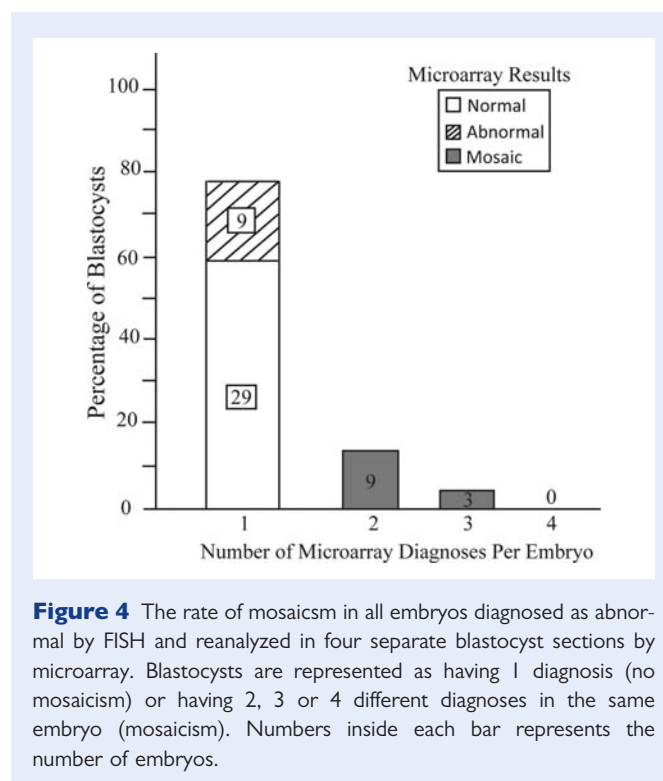 Microarray Results
Normal
Abnormal
Mosaic
100
80
60
40
20
0
Percentage of Blastocysts
9
29
9
3
0
1 2 3 4
Number of Microarray Diagnoses Per Embryo
Figure 4 The rate of mosaicsm in all embryos diagnosed as abnor-
mal by FISH and reanalyzed in four separate blastocyst sections by
microarray. Blastocysts are represented as having 1 diagnosis (no
mosaicism) or having 2, 3 or 4 different diagnoses in the same
embryo (mosaicism). Numbers inside each bar represents the
number of embryos.